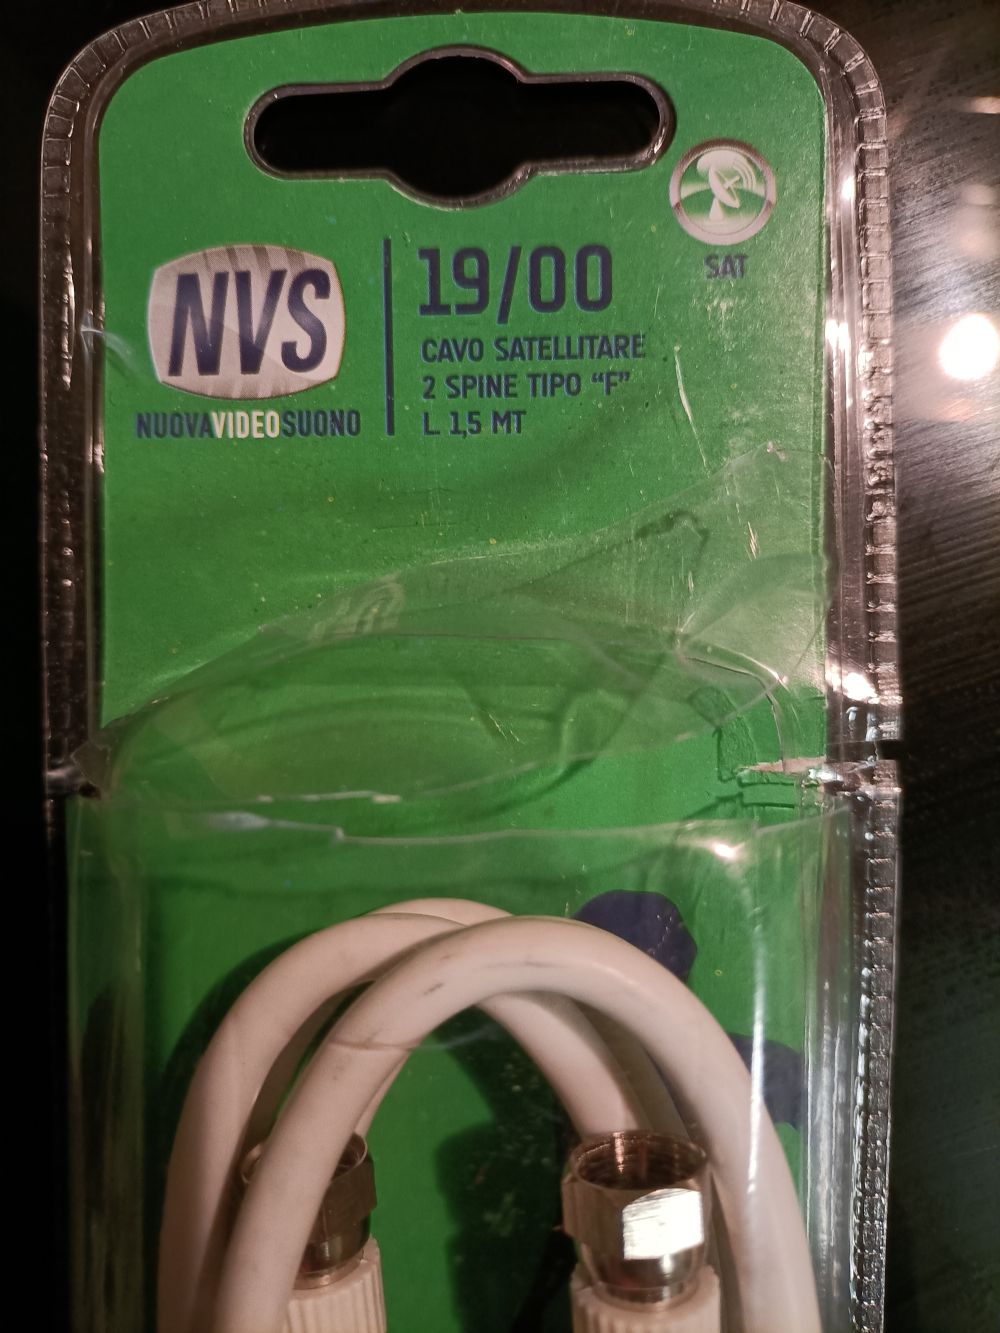 SAT
NVS
NUOVAVIDEOSUONO
19/00
CAVO SATELLITARE
2 SPINE TIPO “F”
L. 1,5 MT